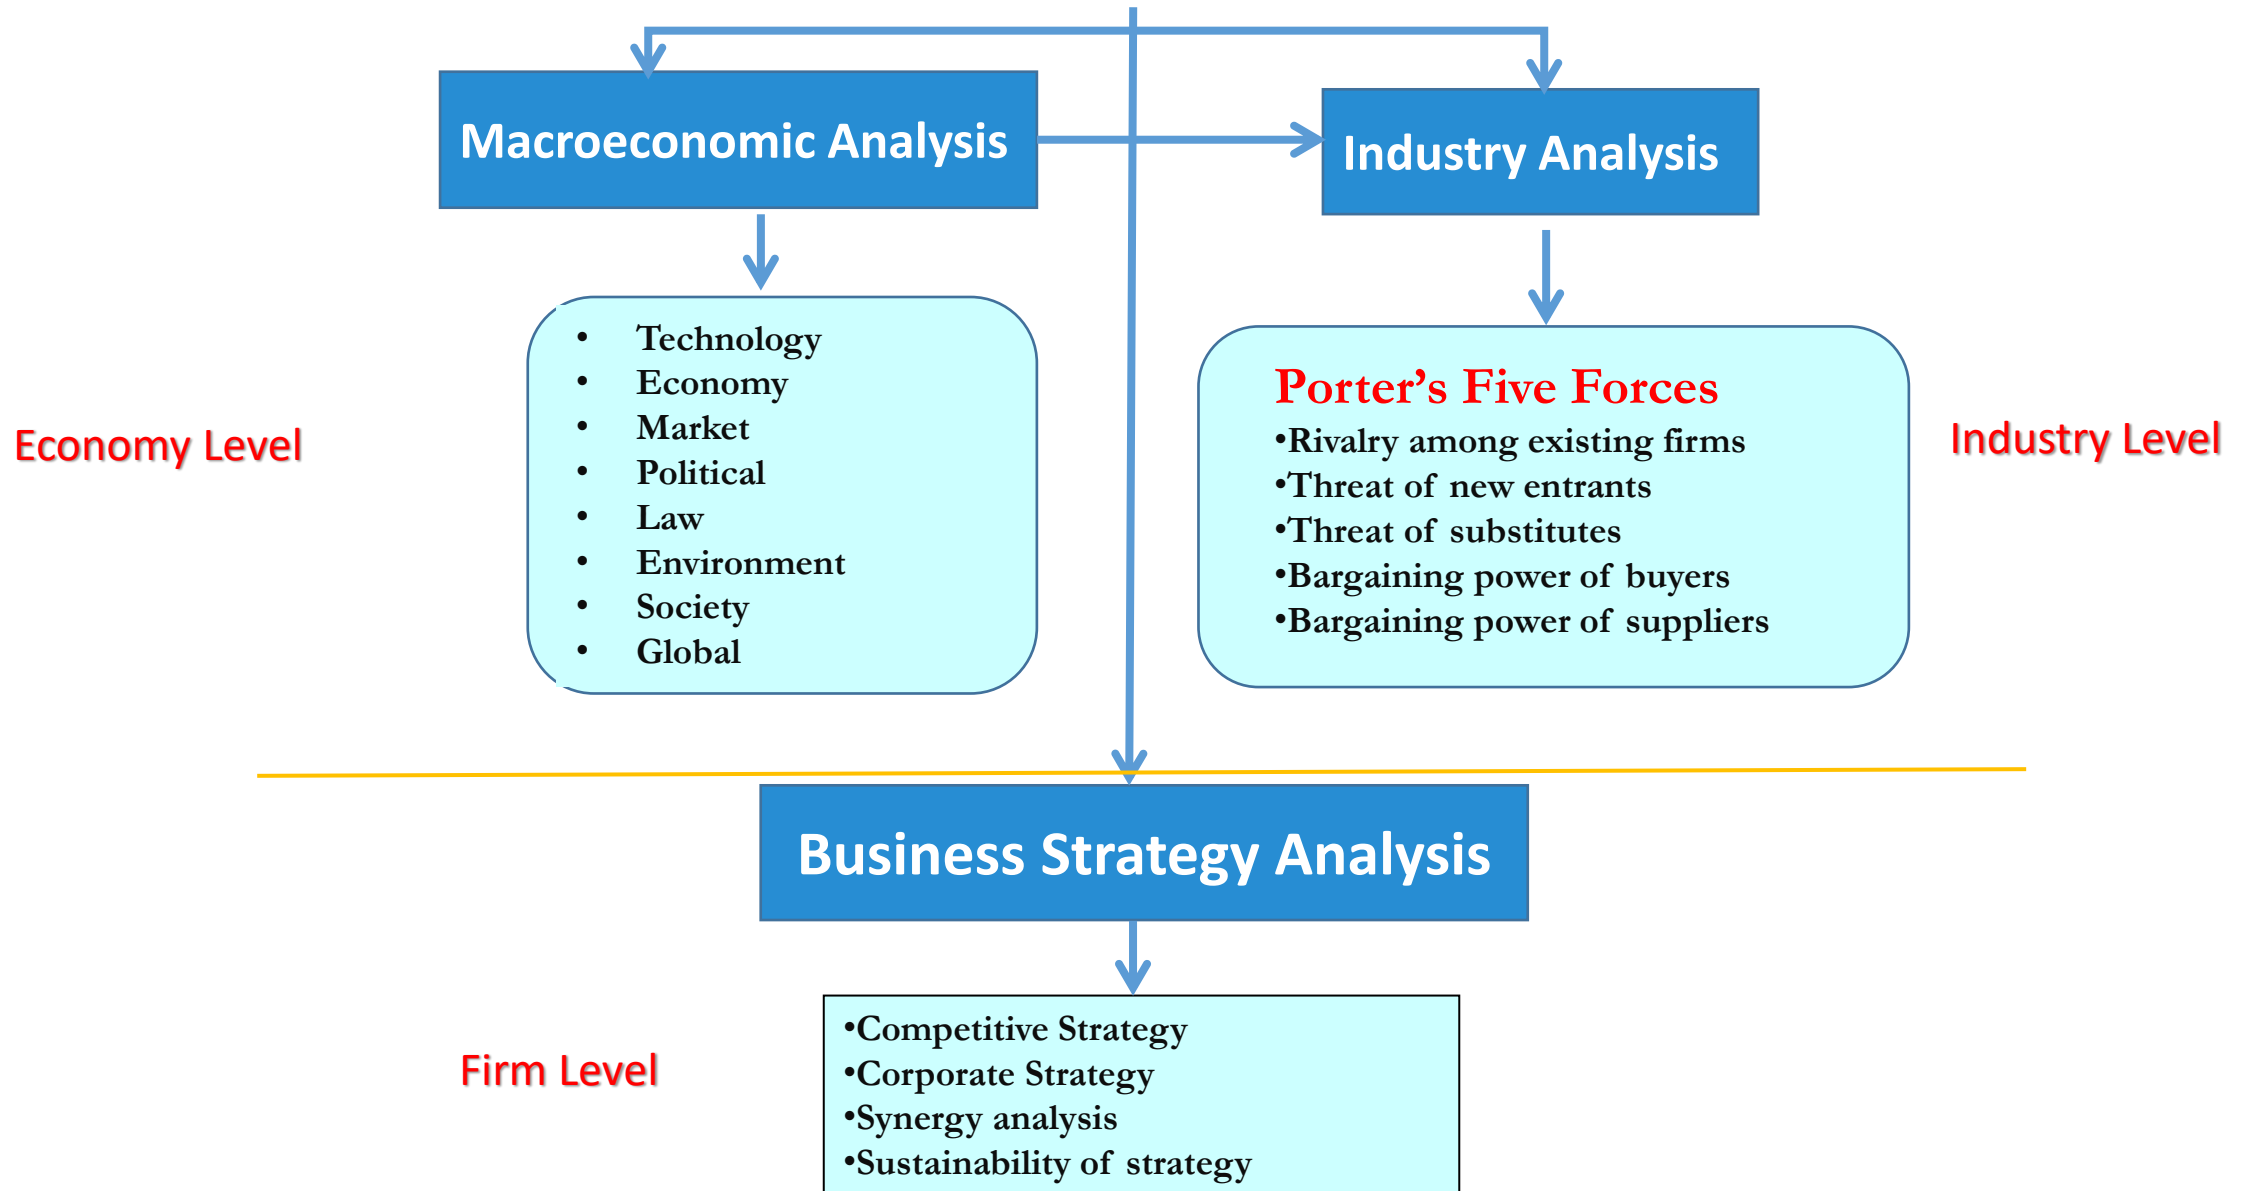 Macroeconomic Analysis
Industry Analysis
Economy Level
• Technology
• Economy
• Market
• Political
• Law
• Environment
• Society
• Global
Porter’s Five Forces
•Rivalry among existing firms
•Threat of new entrants
•Threat of substitutes
•Bargaining power of buyers
•Bargaining power of suppliers
Industry Level
Business Strategy Analysis
Firm Level
•Competitive Strategy
•Corporate Strategy
•Synergy analysis
•Sustainability of strategy